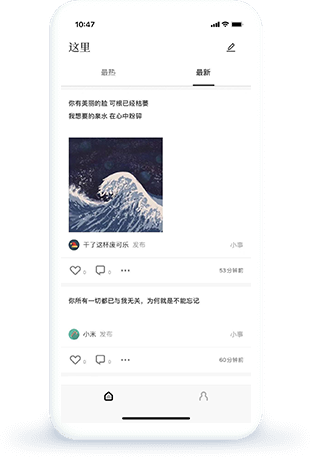 10:47
这里
最热 最新
你有美丽的脸 可根已经枯萎
我想要的泉水 在心中粉碎
干了这杯废可乐 发布 小事
0 0 53分钟前
你所有一切都已与我无关，为何就是不能忘记
小米 发布 小事
0 0 60分钟前